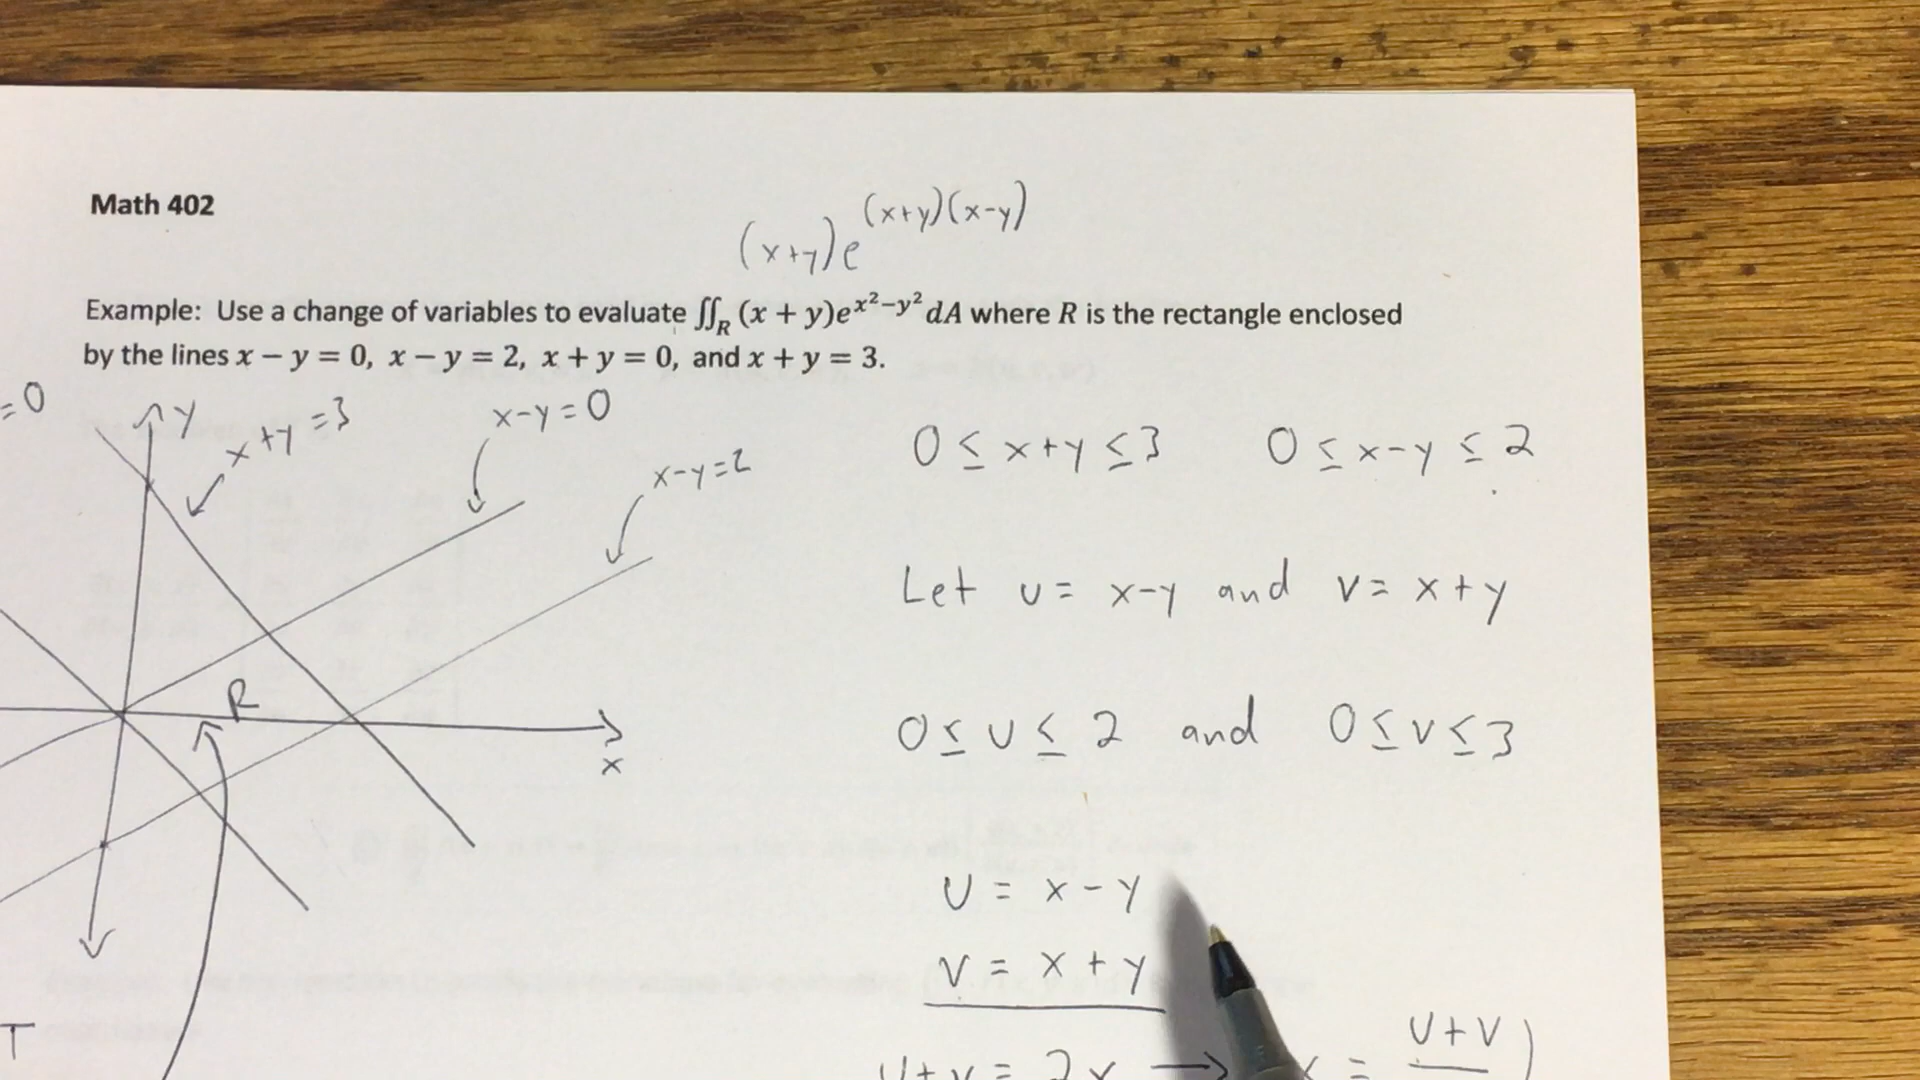 Math 402
(x+y)e^{(x+y)(x-y)}
Example: Use a change of variables to evaluate ∬_R (x + y)e^{x²−y²} dA where R is the rectangle enclosed
by the lines x − y = 0, x − y = 2, x + y = 0, and x + y = 3.
=0
y
x+y=3
x-y=0
x-y=2
0 ≤ x+y ≤ 3 0 ≤ x-y ≤ 2
Let u = x-y and v = x+y
R
x
0 ≤ u ≤ 2 and 0 ≤ v ≤ 3
u = x-y
v = x+y
T
u+v = 2x → x = u+v